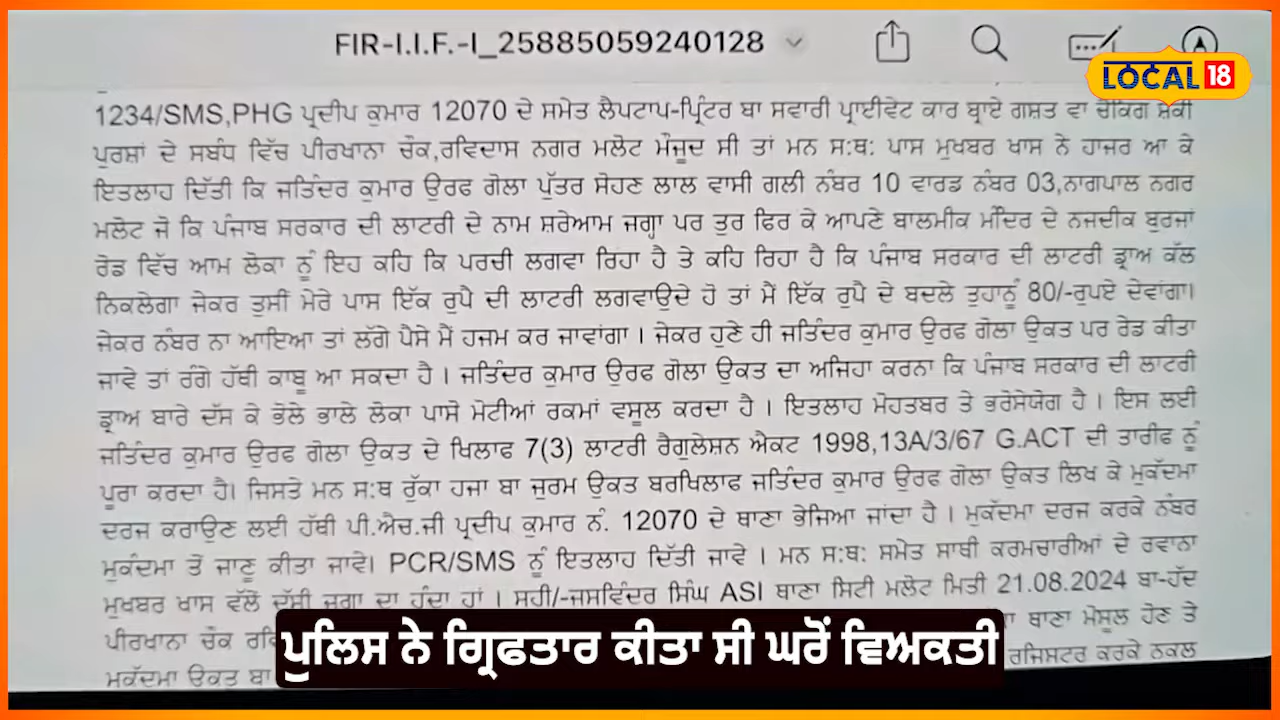 FIR-I.I.F.-I_25885059240128
LOCAL 18
1234/SMS,PHG ਪ੍ਰਦੀਪ ਕੁਮਾਰ 12070 ਦੇ ਸਮੇਤ ਲੈਪਟਾਪ-ਪ੍ਰਿੰਟਰ ਬਾ ਸਵਾਰੀ ਪ੍ਰਾਈਵੇਟ ਕਾਰ ਬ੍ਰਾਏ ਗਸ਼ਤ ਵਾ ਚੈਕਿੰਗ ਸ਼ੱਕੀ
ਪੁਰਸ਼ਾਂ ਦੇ ਸਬੰਧ ਵਿੱਚ ਪੀਰਖਾਨਾ ਚੌਂਕ,ਰਵਿਦਾਸ ਨਗਰ ਮਲੋਟ ਮੌਜੂਦ ਸੀ ਤਾਂ ਮਨ ਸ:ਥ: ਪਾਸ ਮੁਖਬਰ ਖਾਸ ਨੇ ਹਾਜਰ ਆ ਕੇ
ਇਤਲਾਹ ਦਿੱਤੀ ਕਿ ਜਤਿੰਦਰ ਕੁਮਾਰ ਉਰਫ ਗੋਲਾ ਪੁੱਤਰ ਸੋਹਣ ਲਾਲ ਵਾਸੀ ਗਲੀ ਨੰਬਰ 10 ਵਾਰਡ ਨੰਬਰ 03,ਨਾਗਪਾਲ ਨਗਰ
ਮਲੋਟ ਜੋ ਕਿ ਪੰਜਾਬ ਸਰਕਾਰ ਦੀ ਲਾਟਰੀ ਦੇ ਨਾਮ ਸ਼ਰੇਆਮ ਜਗ੍ਹਾ ਪਰ ਤੁਰ ਫਿਰ ਕੇ ਆਪਣੇ ਬਾਲਮੀਕ ਮੰਦਿਰ ਦੇ ਨਜਦੀਕ ਬੁਰਜਾਂ
ਰੋਡ ਵਿੱਚ ਆਮ ਲੋਕਾ ਨੂੰ ਇਹ ਕਹਿ ਕਿ ਪਰਚੀ ਲਗਵਾ ਰਿਹਾ ਹੈ ਤੇ ਕਹਿ ਰਿਹਾ ਹੈ ਕਿ ਪੰਜਾਬ ਸਰਕਾਰ ਦੀ ਲਾਟਰੀ ਡ੍ਰਾਅ ਕੱਲ
ਨਿਕਲੇਗਾ ਜੇਕਰ ਤੁਸੀਂ ਮੇਰੇ ਪਾਸ ਇੱਕ ਰੁਪੈ ਦੀ ਲਾਟਰੀ ਲਗਵਾਉਦੇ ਹੋ ਤਾਂ ਮੈਂ ਇੱਕ ਰੁਪੈ ਦੇ ਬਦਲੇ ਤੁਹਾਨੂੰ 80/-ਰੁਪਏ ਦੇਵਾਂਗਾ।
ਜੇਕਰ ਨੰਬਰ ਨਾ ਆਇਆ ਤਾਂ ਲੱਗੇ ਪੈਸੇ ਮੈਂ ਹਜਮ ਕਰ ਜਾਵਾਂਗਾ । ਜੇਕਰ ਹੁਣੇ ਹੀ ਜਤਿੰਦਰ ਕੁਮਾਰ ਉਰਫ ਗੋਲਾ ਉਕਤ ਪਰ ਰੇਡ ਕੀਤਾ
ਜਾਵੇ ਤਾਂ ਰੰਗੇ ਹੱਥੀ ਕਾਬੂ ਆ ਸਕਦਾ ਹੈ । ਜਤਿੰਦਰ ਕੁਮਾਰ ਉਰਫ ਗੋਲਾ ਉਕਤ ਦਾ ਅਜਿਹਾ ਕਰਨਾ ਕਿ ਪੰਜਾਬ ਸਰਕਾਰ ਦੀ ਲਾਟਰੀ
ਡ੍ਰਾਅ ਬਾਰੇ ਦੱਸ ਕੇ ਭੋਲੇ ਭਾਲੇ ਲੋਕਾ ਪਾਸੋ ਮੋਟੀਆਂ ਰਕਮਾਂ ਵਸੂਲ ਕਰਦਾ ਹੈ । ਇਤਲਾਹ ਮੋਹਤਬਰ ਤੇ ਭਰੋਸੇਯੋਗ ਹੈ । ਇਸ ਲਈ
ਜਤਿੰਦਰ ਕੁਮਾਰ ਉਰਫ ਗੋਲਾ ਉਕਤ ਦੇ ਖਿਲਾਫ 7(3) ਲਾਟਰੀ ਰੈਗੂਲੇਸ਼ਨ ਐਕਟ 1998,13A/3/67 G.ACT ਦੀ ਤਾਰੀਫ ਨੂੰ
ਪੂਰਾ ਕਰਦਾ ਹੈ। ਜਿਸਤੇ ਮਨ ਸ:ਥ ਰੁੱਕਾ ਹਜਾ ਬਾ ਜੁਰਮ ਉਕਤ ਬਰਖਿਲਾਫ ਜਤਿੰਦਰ ਕੁਮਾਰ ਉਰਫ ਗੋਲਾ ਉਕਤ ਲਿਖ ਕੇ ਮੁਕੱਦਮਾ
ਦਰਜ ਕਰਾਉਣ ਲਈ ਹੱਥੀ ਪੀ.ਐਚ.ਜੀ ਪ੍ਰਦੀਪ ਕੁਮਾਰ ਨੰ. 12070 ਦੇ ਥਾਣਾ ਭੇਜਿਆ ਜਾਂਦਾ ਹੈ । ਮੁਕੱਦਮਾ ਦਰਜ ਕਰਕੇ ਨੰਬਰ
ਮੁਕੰਦਮਾ ਤੋਂ ਜਾਣੂ ਕੀਤਾ ਜਾਵੇ। PCR/SMS ਨੂੰ ਇਤਲਾਹ ਦਿੱਤੀ ਜਾਵੇ । ਮਨ ਸ:ਥ: ਸਮੇਤ ਸਾਥੀ ਕਰਮਚਾਰੀਆਂ ਦੇ ਰਵਾਨਾ
ਮੁਖਬਰ ਖਾਸ ਵੱਲੋਂ ਦੱਸੀ ਜਗਾ ਦਾ ਹੁੰਦਾ ਹਾਂ । ਸਹੀ/-ਜਸਵਿੰਦਰ ਸਿੰਘ ASI ਥਾਣਾ ਸਿਟੀ ਮਲੋਟ ਮਿਤੀ 21.08.2024 ਬਾ-ਹੱਦ
ਪੀਰਖਾਨਾ ਚੌਂਕ ਥਾਣਾ ਮੌਸੂਲ ਹੋਣ ਤੇ
ਮੁਕੱਦਮਾ ਉਕਤ ਬਾ ਰਜਿਸਟਰ ਕਰਕੇ ਨਕਲ
ਪੁਲਿਸ ਨੇ ਗ੍ਰਿਫਤਾਰ ਕੀਤਾ ਸੀ ਘਰੋਂ ਵਿਅਕਤੀ